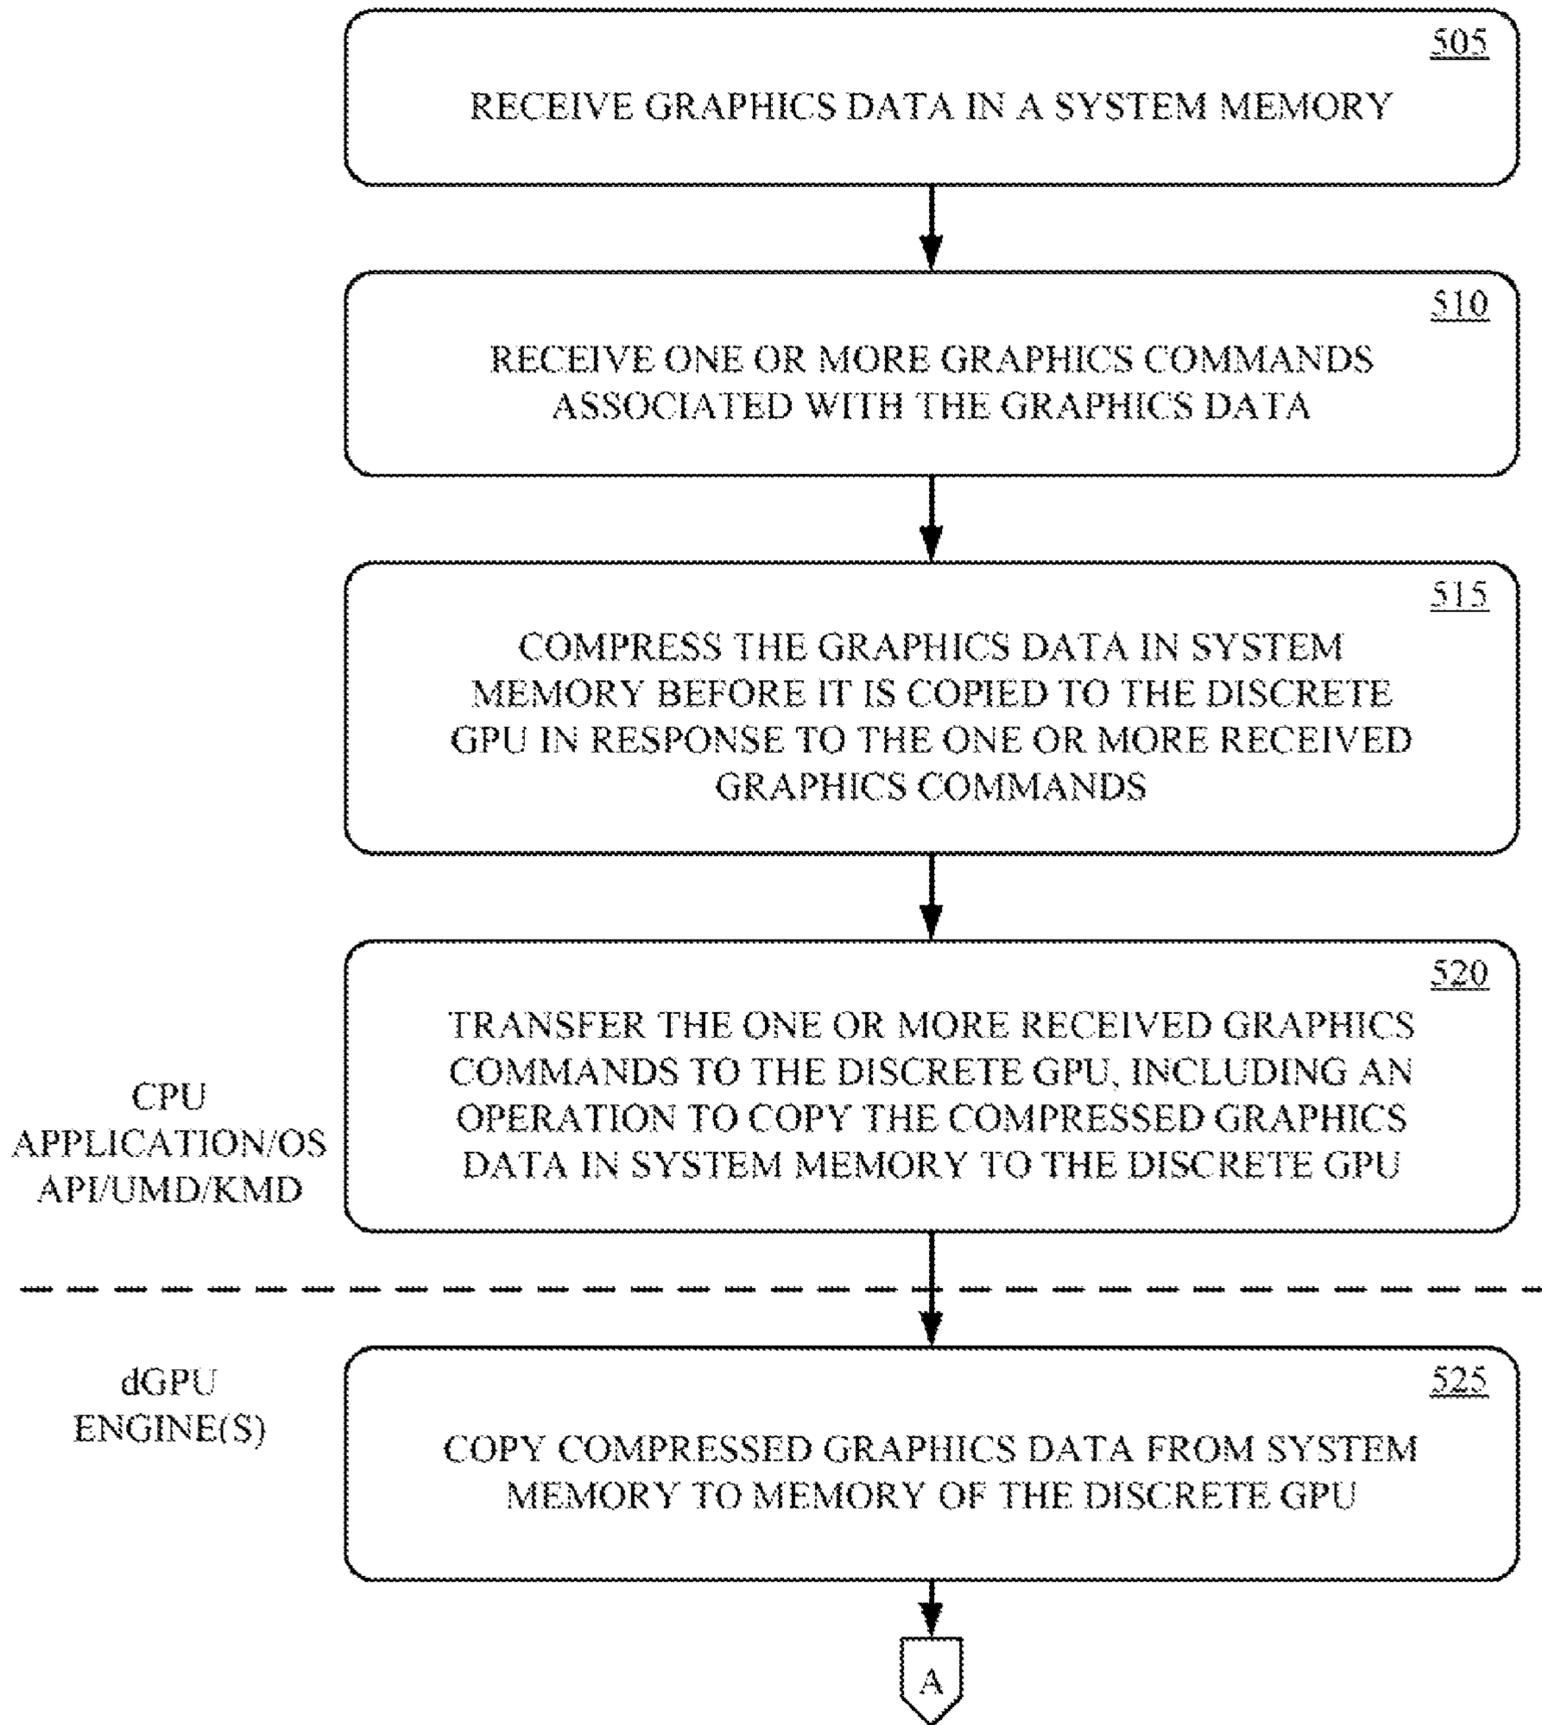 505
RECEIVE GRAPHICS DATA IN A SYSTEM MEMORY
510
RECEIVE ONE OR MORE GRAPHICS COMMANDS
ASSOCIATED WITH THE GRAPHICS DATA
515
COMPRESS THE GRAPHICS DATA IN SYSTEM
MEMORY BEFORE IT IS COPIED TO THE DISCRETE
GPU IN RESPONSE TO THE ONE OR MORE RECEIVED
GRAPHICS COMMANDS
520
TRANSFER THE ONE OR MORE RECEIVED GRAPHICS
COMMANDS TO THE DISCRETE GPU, INCLUDING AN
OPERATION TO COPY THE COMPRESSED GRAPHICS
DATA IN SYSTEM MEMORY TO THE DISCRETE GPU
CPU
APPLICATION/OS
API/UMD/KMD
dGPU
ENGINE(S)
525
COPY COMPRESSED GRAPHICS DATA FROM SYSTEM
MEMORY TO MEMORY OF THE DISCRETE GPU
A